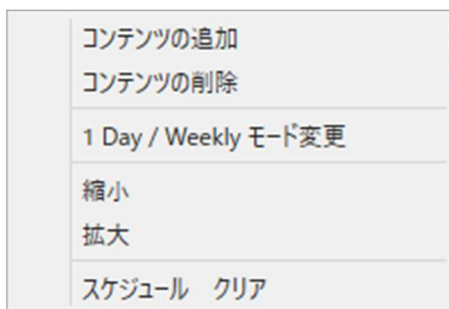 コンテンツの追加
コンテンツの削除
1 Day / Weekly モード変更
縮小
拡大
スケジュール　クリア